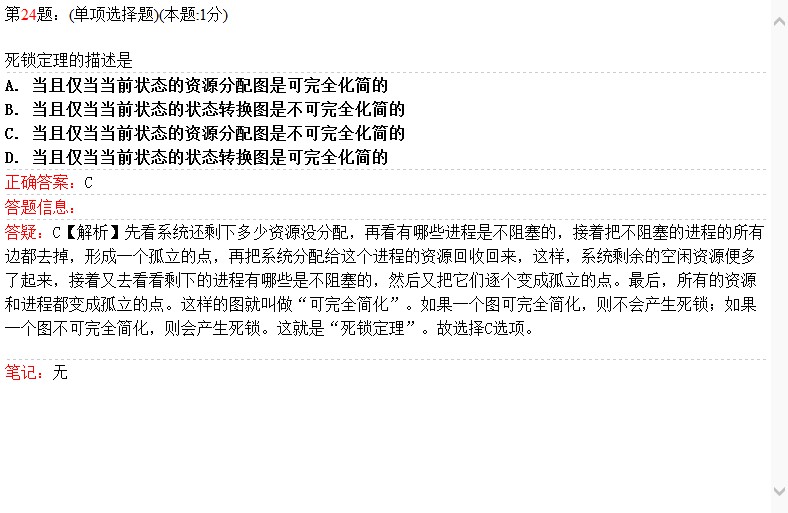 第24题：(单项选择题)(本题:1分)
死锁定理的描述是
A. 当且仅当当前状态的资源分配图是可完全化简的
B. 当且仅当当前状态的状态转换图是不可完全化简的
C. 当且仅当当前状态的资源分配图是不可完全化简的
D. 当且仅当当前状态的状态转换图是可完全化简的
正确答案：C
答题信息：
答疑：C【解析】先看系统还剩下多少资源没分配，再看有哪些进程是不阻塞的，接着把不阻塞的进程的所有
边都去掉，形成一个孤立的点，再把系统分配给这个进程的资源回收回来，这样，系统剩余的空闲资源便多
了起来，接着又去看看剩下的进程有哪些是不阻塞的，然后又把它们逐个变成孤立的点。最后，所有的资源
和进程都变成孤立的点。这样的图就叫做“可完全简化”。如果一个图可完全简化，则不会产生死锁；如果
一个图不可完全简化，则会产生死锁。这就是“死锁定理”。故选择C选项。
笔记：无